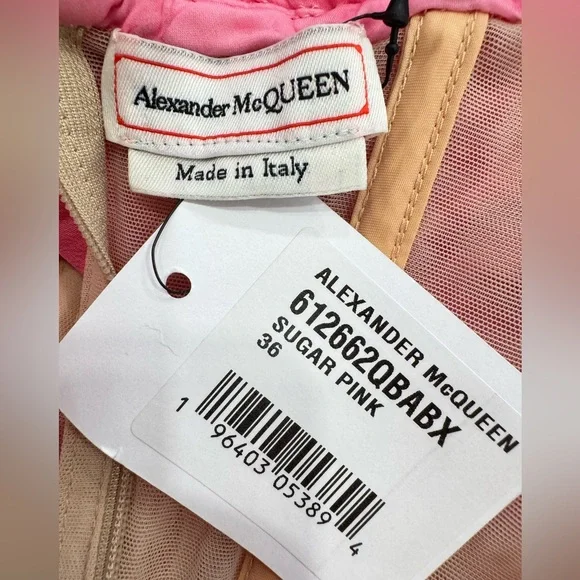 Alexander McQUEEN
Made in Italy
ALEXANDER McQUEEN
612662QBABX
SUGAR PINK
36
1 96403 05389 4